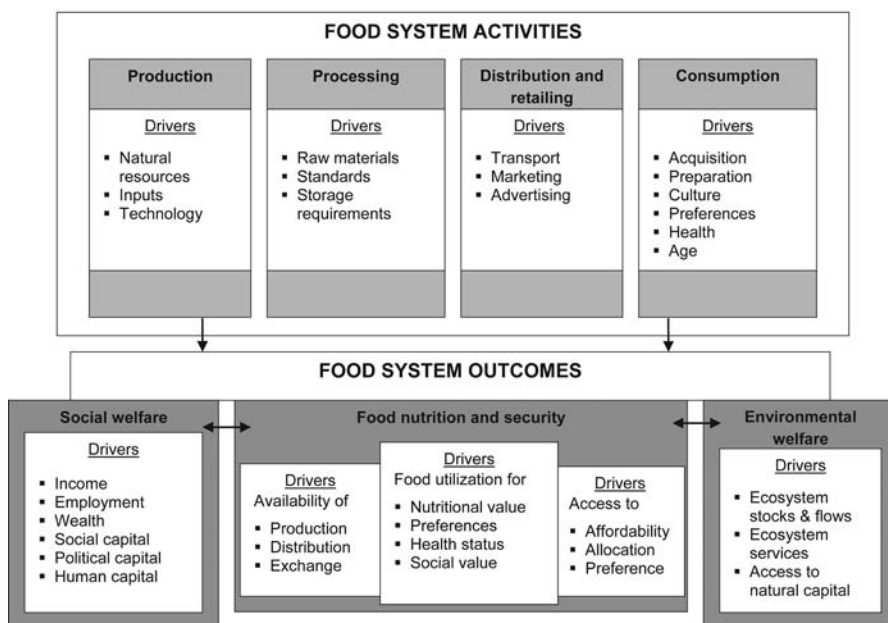 FOOD SYSTEM ACTIVITIES
Production
Drivers
▪ Natural
resources
▪ Inputs
▪ Technology
Processing
Drivers
▪ Raw materials
▪ Standards
▪ Storage
requirements
Distribution and
retailing
Drivers
▪ Transport
▪ Marketing
▪ Advertising
Consumption
Drivers
▪ Acquisition
▪ Preparation
▪ Culture
▪ Preferences
▪ Health
▪ Age
FOOD SYSTEM OUTCOMES
Social welfare
Drivers
▪ Income
▪ Employment
▪ Wealth
▪ Social capital
▪ Political capital
▪ Human capital
Food nutrition and security
Drivers
Availability of
▪ Production
▪ Distribution
▪ Exchange
Drivers
Food utilization for
▪ Nutritional value
▪ Preferences
▪ Health status
▪ Social value
Drivers
Access to
▪ Affordability
▪ Allocation
▪ Preference
Environmental
welfare
Drivers
▪ Ecosystem
stocks & flows
▪ Ecosystem
services
▪ Access to
natural capital